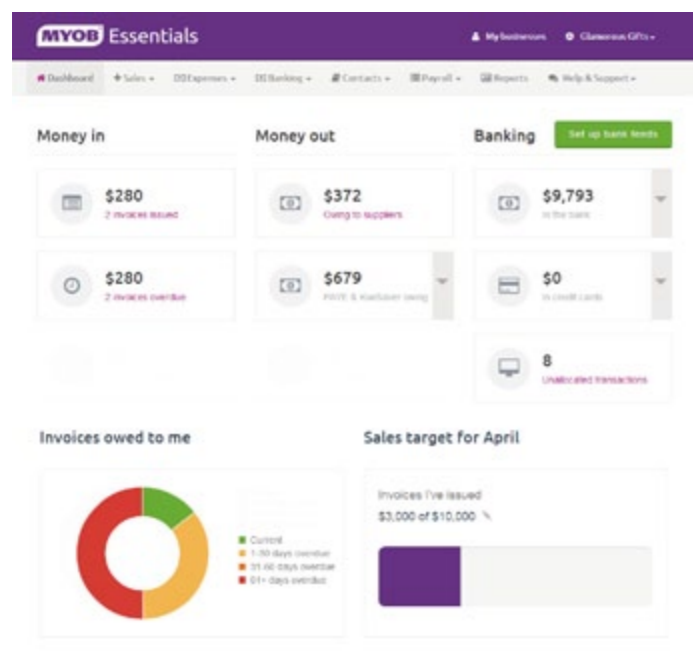 MYOB Essentials
My businesses Glamorous Gifts
Dashboard Sales Expenses Banking Contacts Payroll Reports Help & Support
Money in
$280
2 invoices issued
$280
2 invoices overdue
Money out
$372
Owing to suppliers
$679
PAYE & KiwiSaver owing
Banking
Set up bank feeds
$9,793
In the bank
$0
In credit cards
8
Unallocated transactions
Invoices owed to me
Current
1-30 days overdue
31-60 days overdue
61+ days overdue
Sales target for April
Invoices I've issued
$3,000 of $10,000